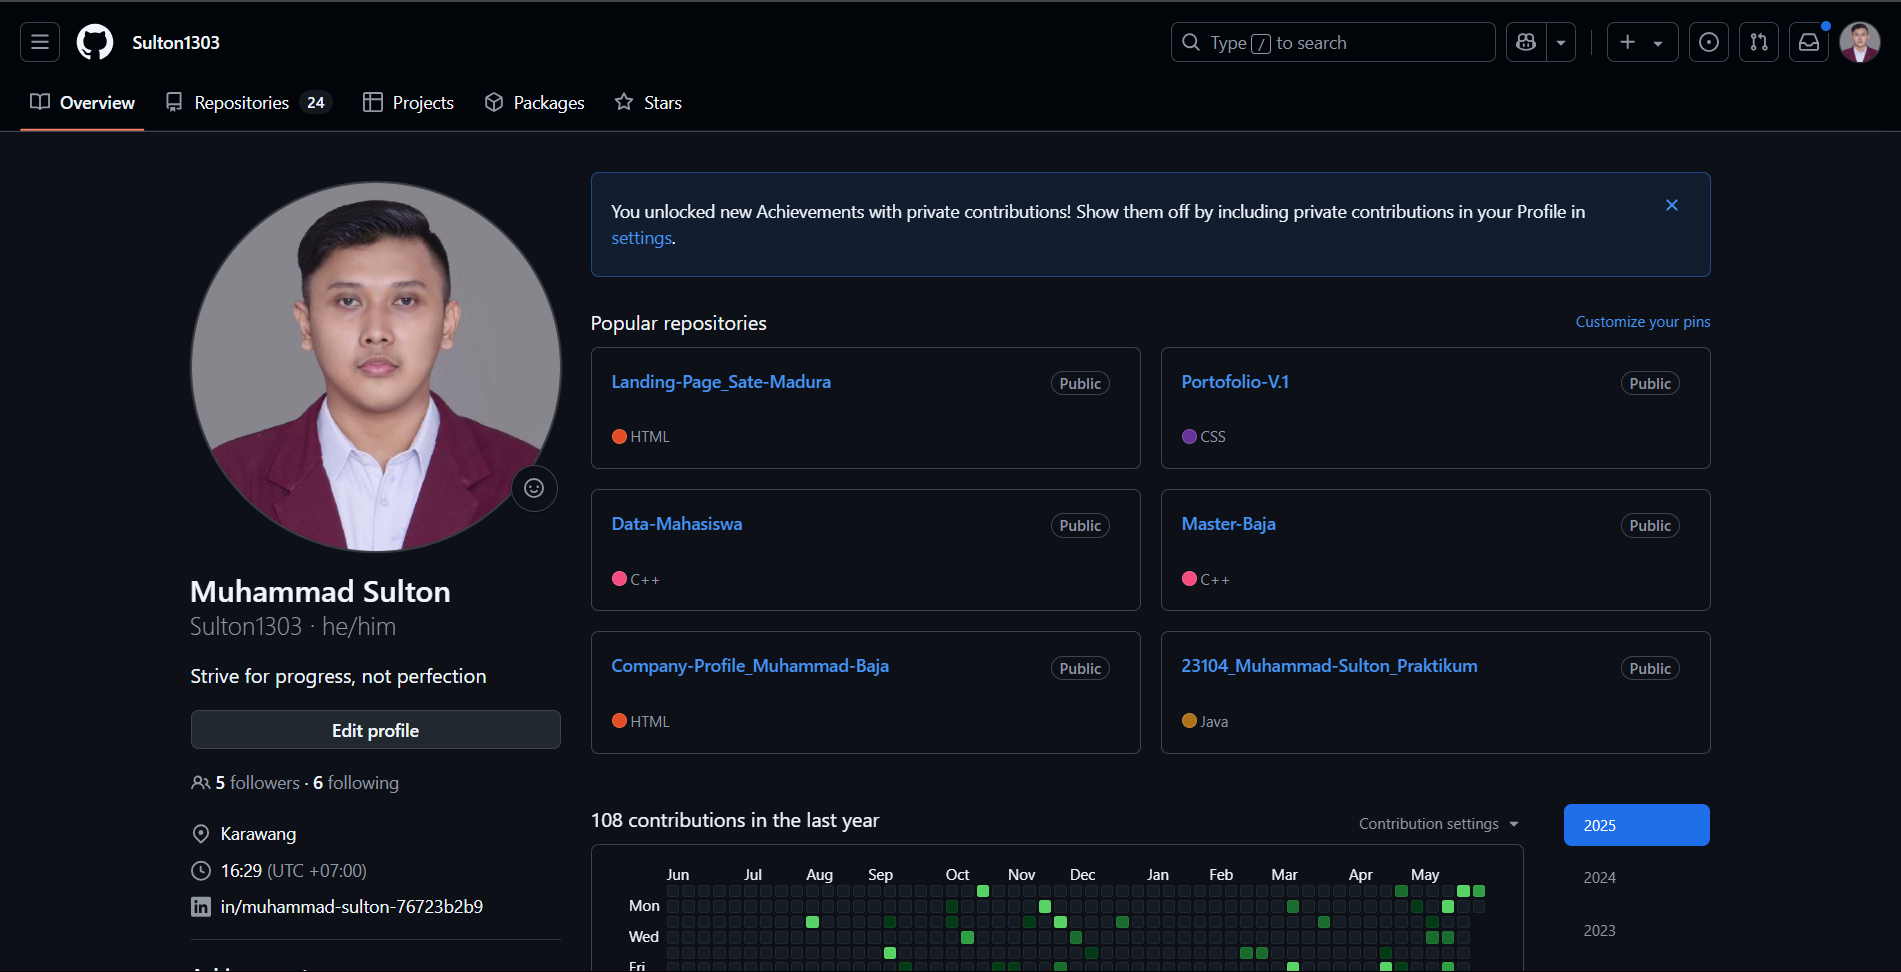 Sulton1303
Type / to search
Overview
Repositories 24
Projects
Packages
Stars
You unlocked new Achievements with private contributions! Show them off by including private contributions in your Profile in
settings.
Popular repositories
Customize your pins
Landing-Page_Sate-Madura
Public
HTML
Portofolio-V.1
Public
CSS
Data-Mahasiswa
Public
C++
Master-Baja
Public
C++
Company-Profile_Muhammad-Baja
Public
HTML
23104_Muhammad-Sulton_Praktikum
Public
Java
Muhammad Sulton
Sulton1303 · he/him
Strive for progress, not perfection
Edit profile
5 followers · 6 following
Karawang
16:29 (UTC +07:00)
in/muhammad-sulton-76723b2b9
108 contributions in the last year
Contribution settings
2025
2024
2023
Jun Jul Aug Sep Oct Nov Dec Jan Feb Mar Apr May
Mon
Wed
Fri